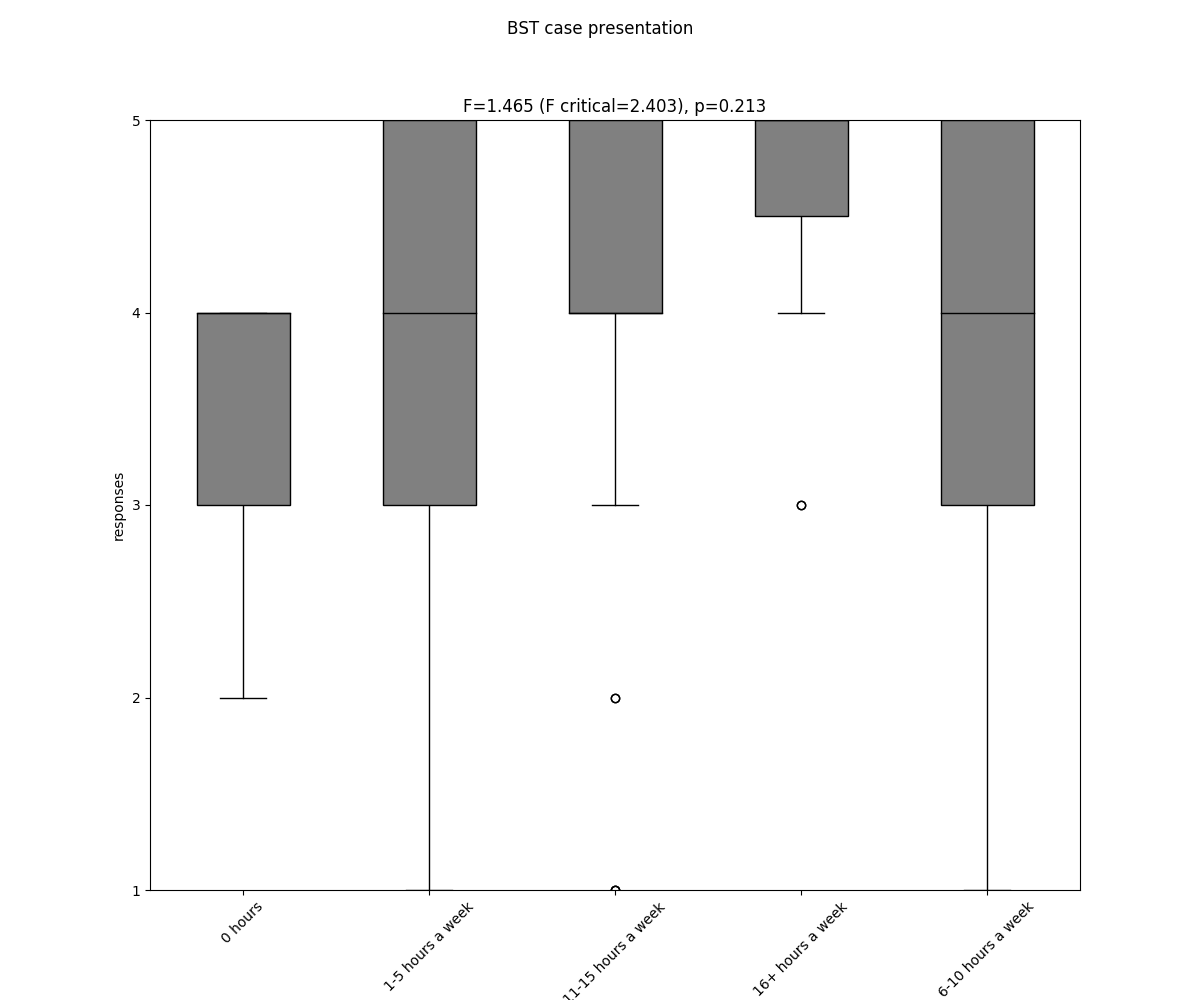 BST case presentation
F=1.465 (F critical=2.403), p=0.213
5
4
3
2
1
responses
0 hours
1-5 hours a week
11-15 hours a week
16+ hours a week
6-10 hours a week